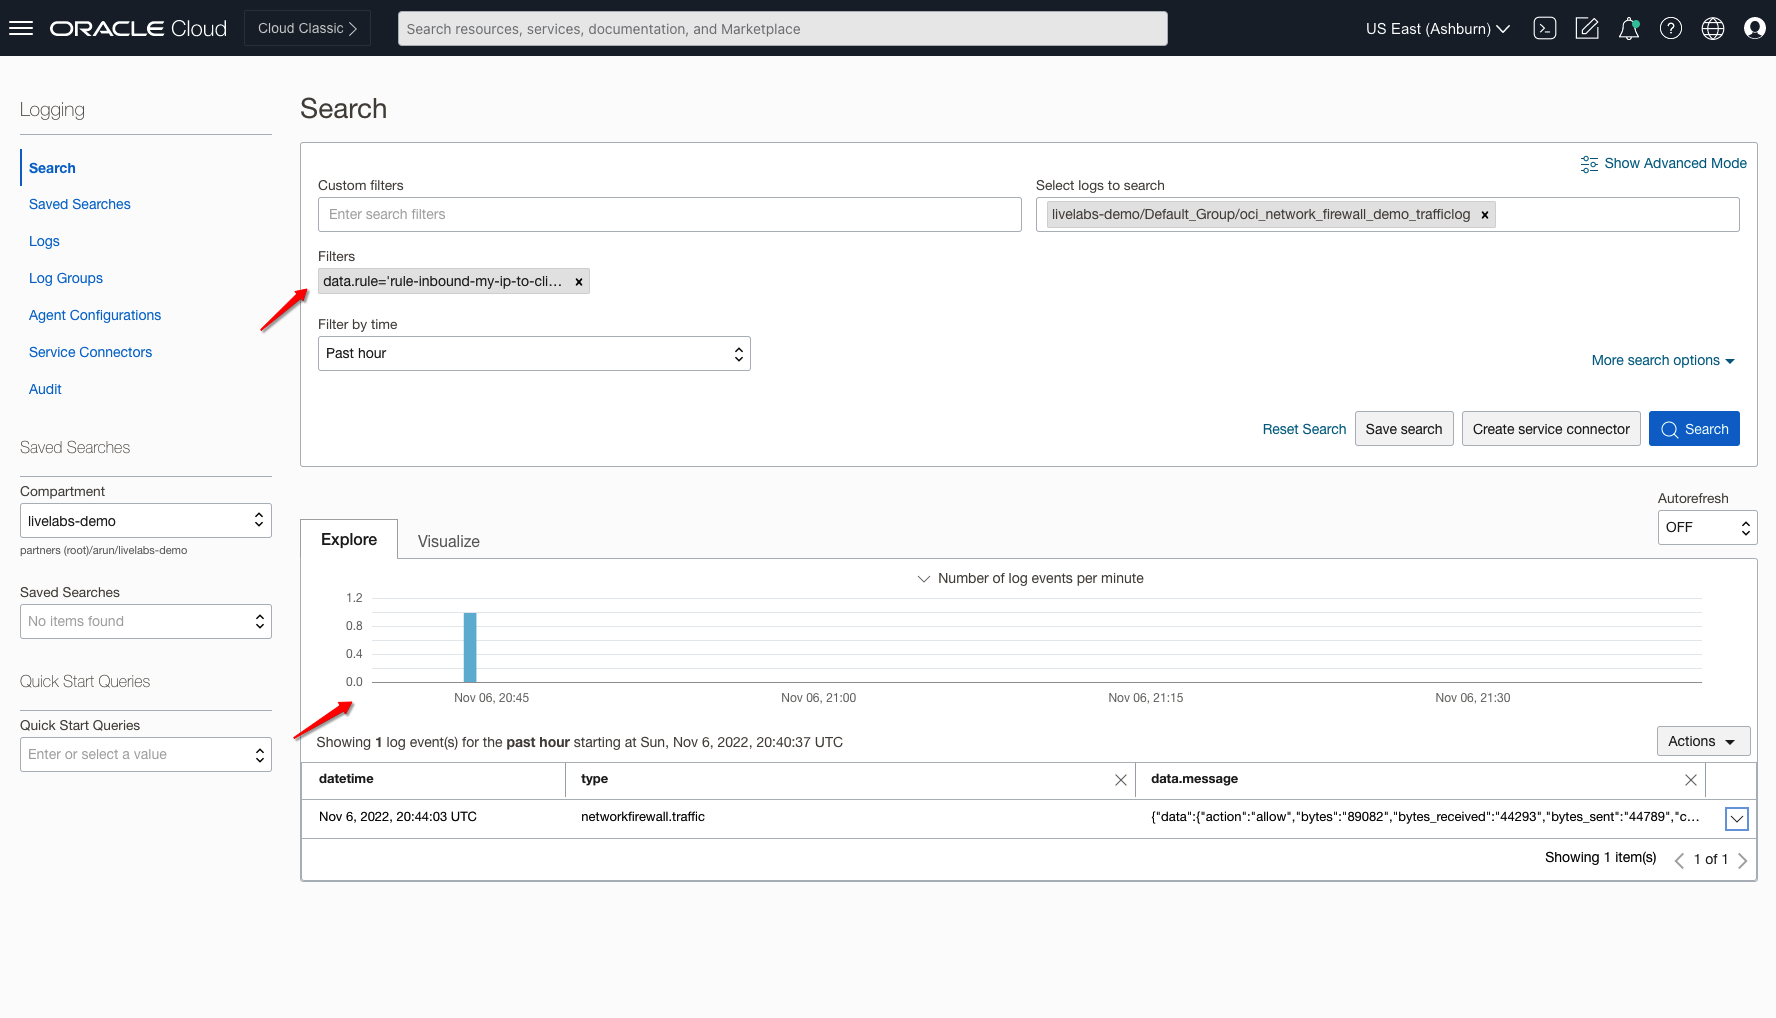 ORACLE Cloud
Cloud Classic
Search resources, services, documentation, and Marketplace
US East (Ashburn)
Logging
Search
Saved Searches
Logs
Log Groups
Agent Configurations
Service Connectors
Audit
Saved Searches
Compartment
livelabs-demo
partners (root)/arun/livelabs-demo
Saved Searches
No items found
Quick Start Queries
Quick Start Queries
Enter or select a value
Search
Show Advanced Mode
Custom filters
Enter search filters
Select logs to search
livelabs-demo/Default_Group/oci_network_firewall_demo_trafficlog ×
Filters
data.rule='rule-inbound-my-ip-to-cli... ×
Filter by time
Past hour
More search options
Reset Search
Save search
Create service connector
Search
Autorefresh
OFF
Explore
Visualize
Number of log events per minute
1.2
0.8
0.4
0.0
Nov 06, 20:45
Nov 06, 21:00
Nov 06, 21:15
Nov 06, 21:30
Showing 1 log event(s) for the past hour starting at Sun, Nov 6, 2022, 20:40:37 UTC
Actions
datetime
type
data.message
Nov 6, 2022, 20:44:03 UTC
networkfirewall.traffic
{"data":{"action":"allow","bytes":"89082","bytes_received":"44293","bytes_sent":"44789","c...
Showing 1 item(s)
1 of 1